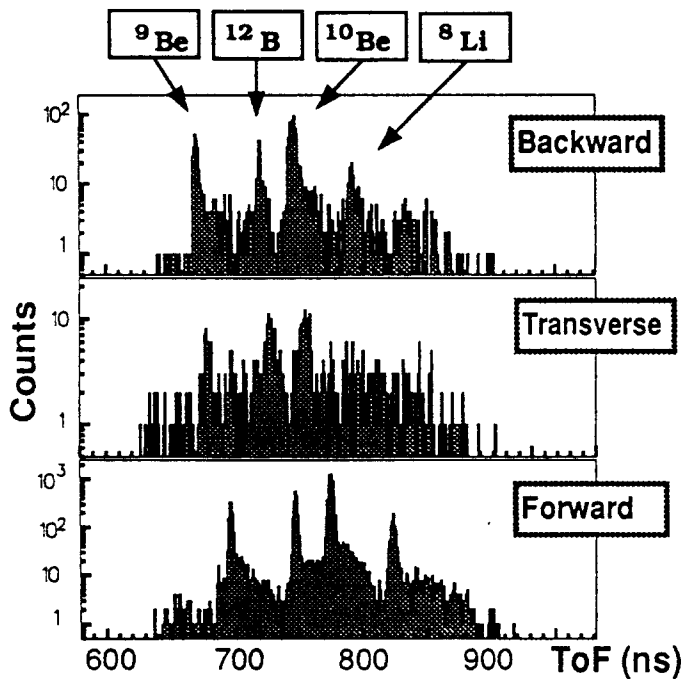 ⁹Be ¹²B ¹⁰Be ⁸Li
10²
10
1
Backward
10
1
Transverse
Counts
10³
10²
10
1
Forward
600 700 800 900 ToF (ns)